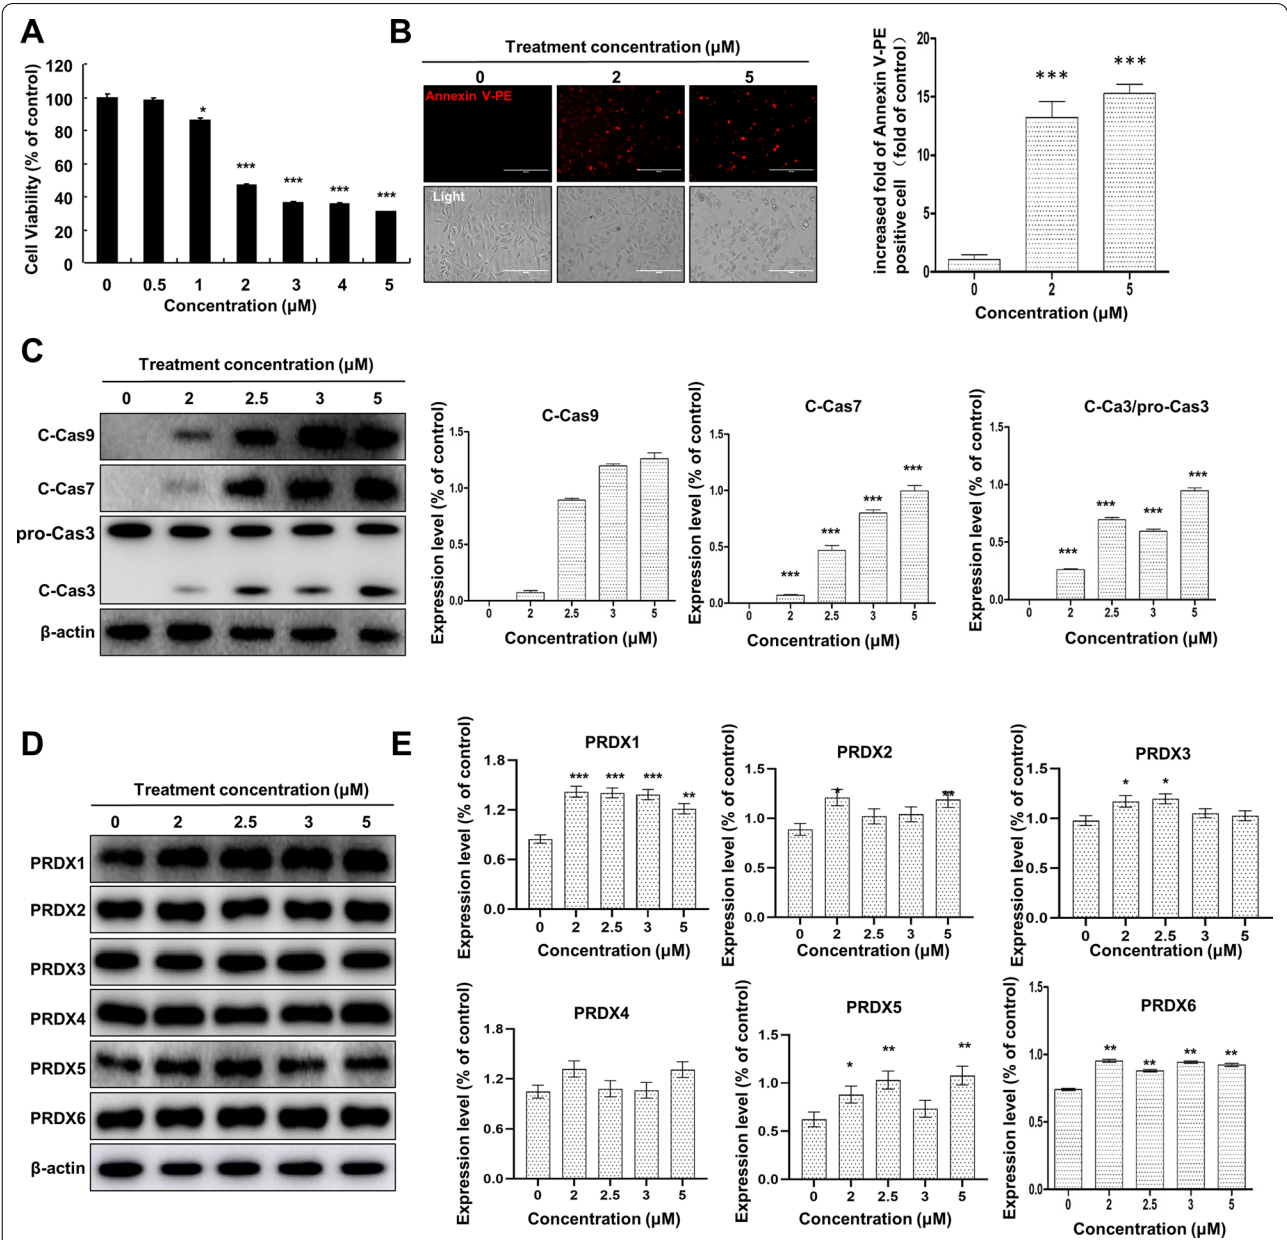 A
Cell Viability (% of control)
120
100
80
60
40
20
0
*
***
***
***
***
0 0.5 1 2 3 4 5
Concentration (μM)
B
Treatment concentration (μM)
0 2 5
Annexin V-PE
Light
increased fold of Annexin V-PE
positive cell (fold of control)
20
15
10
5
0
***
***
0 2 5
Concentration (μM)
C
Treatment concentration (μM)
0 2 2.5 3 5
C-Cas9
C-Cas7
pro-Cas3
C-Cas3
β-actin
C-Cas9
Expression level (% of control)
1.5
1.0
0.5
0.0
0 2 2.5 3 5
Concentration (μM)
C-Cas7
Expression level (% of control)
1.5
1.0
0.5
0.0
***
***
***
***
0 2 2.5 3 5
Concentration (μM)
C-Ca3/pro-Cas3
Expression level (% of control)
1.5
1.0
0.5
0.0
***
***
***
***
0 2 2.5 3 5
Concentration (μM)
D
Treatment concentration (μM)
0 2 2.5 3 5
PRDX1
PRDX2
PRDX3
PRDX4
PRDX5
PRDX6
β-actin
E
PRDX1
Expression level (% of control)
1.8
1.2
0.6
0.0
*** *** *** **
0 2 2.5 3 5
Concentration (μM)
PRDX2
Expression level (% of control)
1.5
1.0
0.5
0.0
* **
0 2 2.5 3 5
Concentration (μM)
PRDX3
Expression level (% of control)
1.5
1.0
0.5
0.0
* *
0 2 2.5 3 5
Concentration (μM)
PRDX4
Expression level (% of control)
1.8
1.2
0.6
0.0
0 2 2.5 3 5
Concentration (μM)
PRDX5
Expression level (% of control)
1.5
1.0
0.5
0.0
* ** **
0 2 2.5 3 5
Concentration (μM)
PRDX6
Expression level (% of control)
1.5
1.0
0.5
0.0
** ** ** **
0 2 2.5 3 5
Concentration (μM)